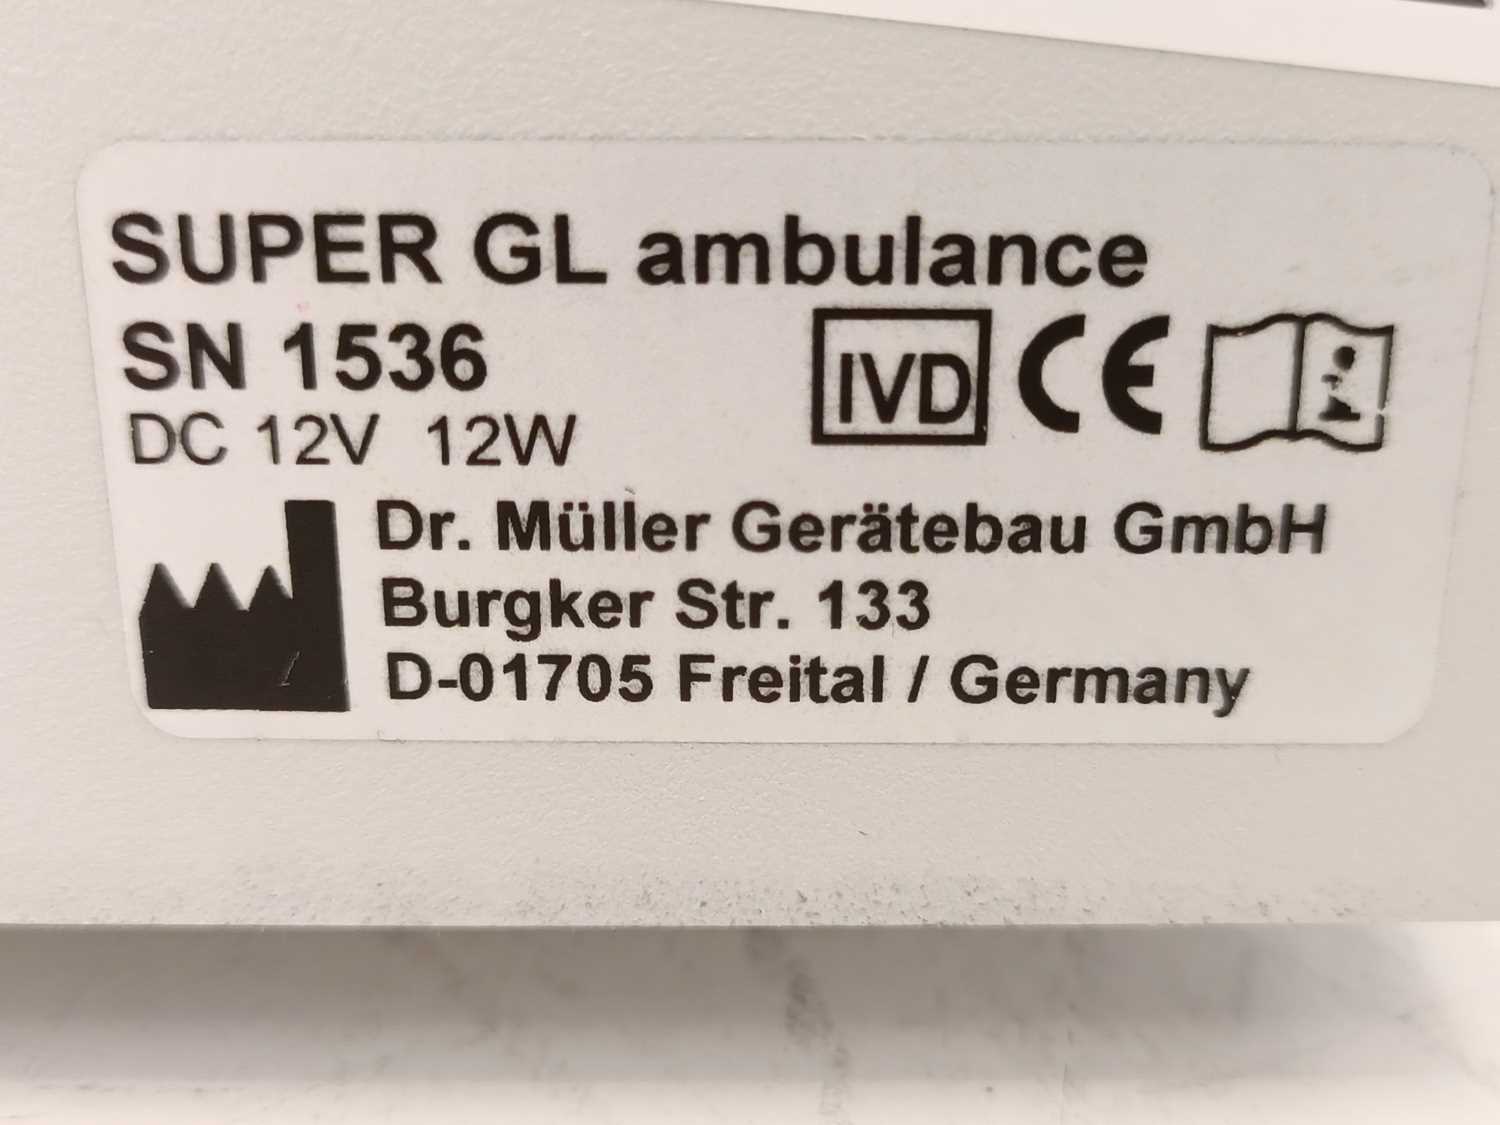 SUPER GL ambulance
SN 1536
IVD CE
DC 12V 12W
Dr. Müller Gerätebau GmbH
Burgker Str. 133
D-01705 Freital / Germany